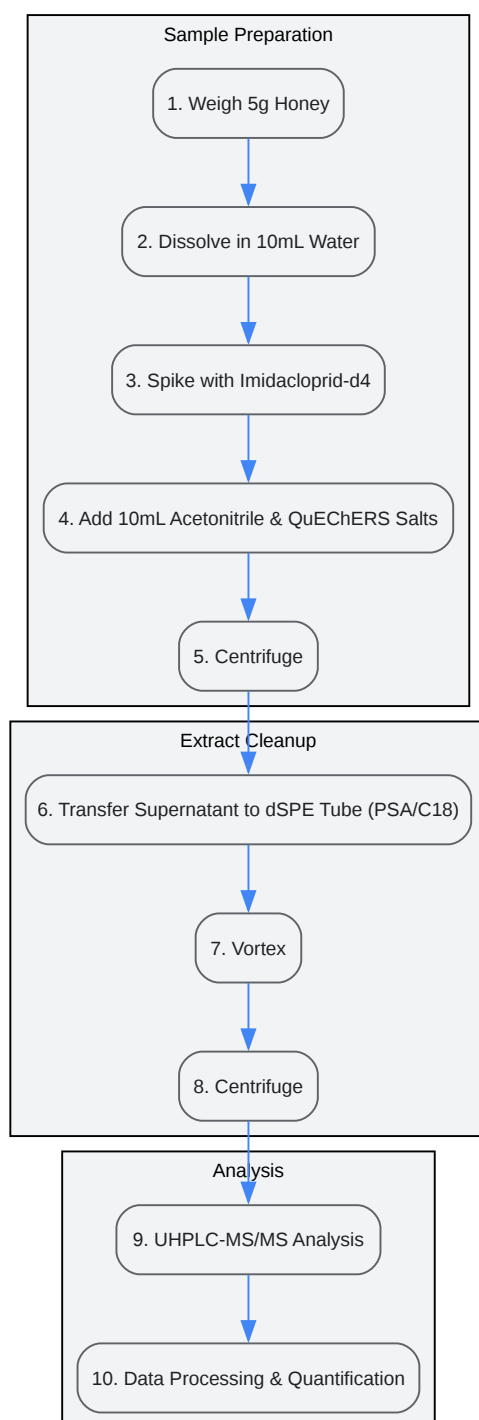 Sample Preparation
1. Weigh 5g Honey
2. Dissolve in 10mL Water
3. Spike with Imidacloprid-d4
4. Add 10mL Acetonitrile & QuEChERS Salts
5. Centrifuge
Extract Cleanup
6. Transfer Supernatant to dSPE Tube (PSA/C18)
7. Vortex
8. Centrifuge
Analysis
9. UHPLC-MS/MS Analysis
10. Data Processing & Quantification